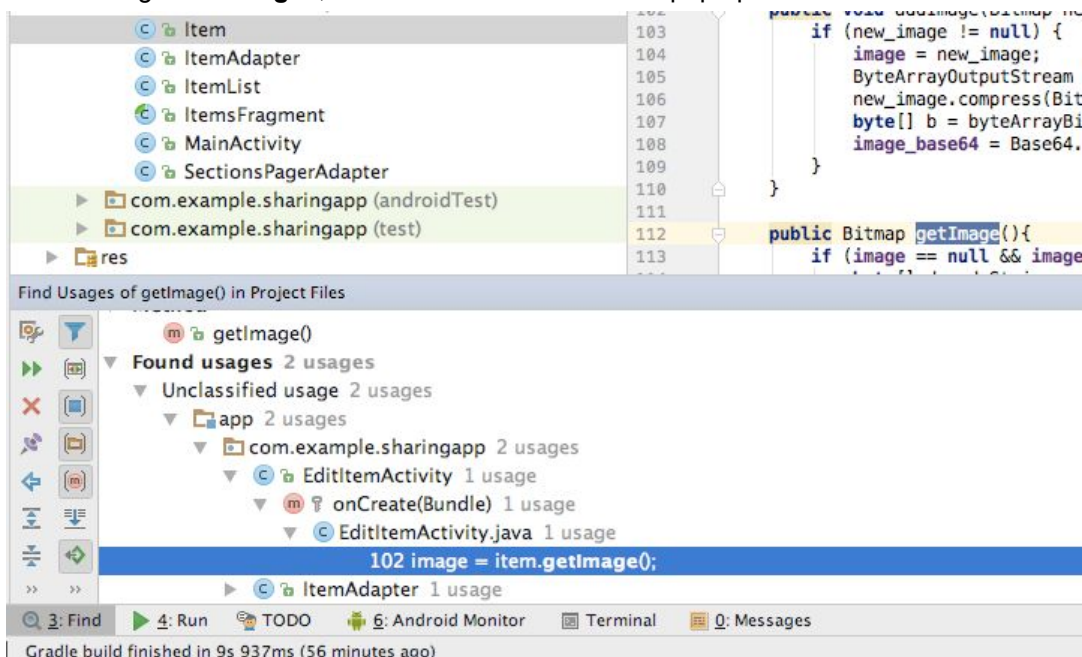 Item
ItemAdapter
ItemList
ItemsFragment
MainActivity
SectionsPagerAdapter
com.example.sharingapp (androidTest)
com.example.sharingapp (test)
res
103 if (new_image != null) {
104 image = new_image;
105 ByteArrayOutputStream
106 new_image.compress(Bit
107 byte[] b = byteArrayBi
108 image_base64 = Base64.
109 }
110 }
111
112 public Bitmap getImage(){
113 if (image == null && image
Find Usages of getImage() in Project Files
getImage()
Found usages 2 usages
Unclassified usage 2 usages
app 2 usages
com.example.sharingapp 2 usages
EditItemActivity 1 usage
onCreate(Bundle) 1 usage
EditItemActivity.java 1 usage
102 image = item.getImage();
ItemAdapter 1 usage
3: Find 4: Run TODO 6: Android Monitor Terminal 0: Messages
Gradle build finished in 9s 937ms (56 minutes ago)